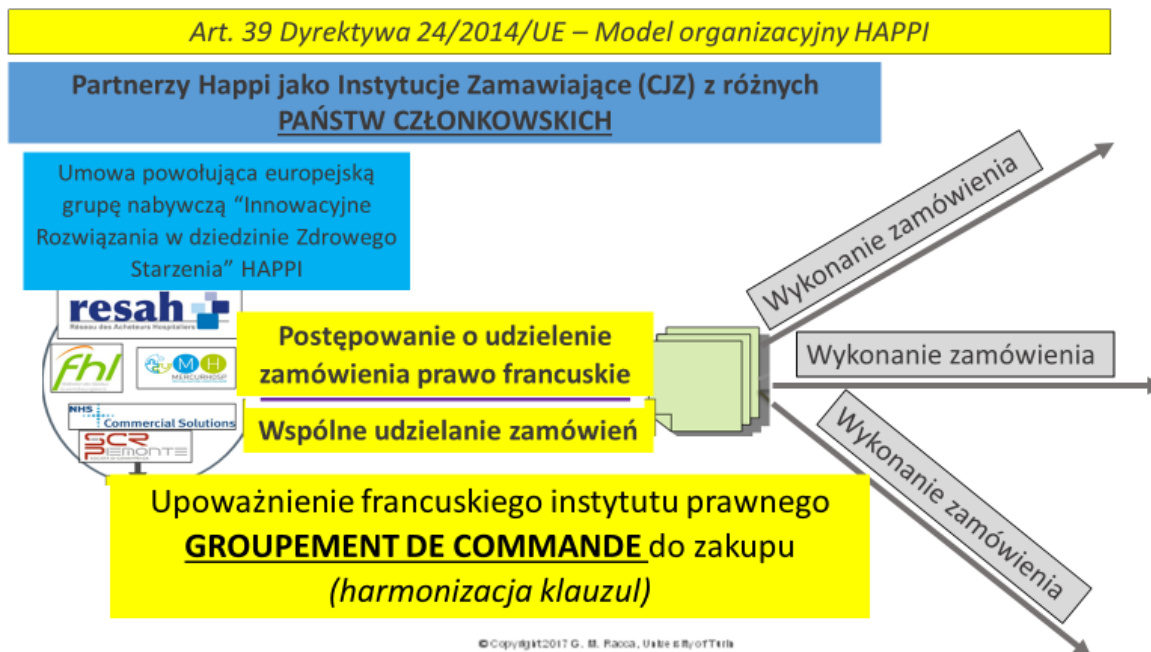 Art. 39 Dyrektywa 24/2014/UE – Model organizacyjny HAPPI
Partnerzy Happi jako Instytucje Zamawiające (CJZ) z różnych
PAŃSTW CZŁONKOWSKICH
Umowa powołująca europejską
grupę nabywczą “Innowacyjne
Rozwiązania w dziedzinie Zdrowego
Starzenia” HAPPI
resah
Réseau des Acheteurs Hospitaliers
fhl
MH
MERCURHOSP
NHS
Commercial Solutions
SCR
PIEMONTE
Postępowanie o udzielenie
zamówienia prawo francuskie
Wspólne udzielanie zamówień
Wykonanie zamówienia
Wykonanie zamówienia
Wykonanie zamówienia
Upoważnienie francuskiego instytutu prawnego
GROUPEMENT DE COMMANDE do zakupu
(harmonizacja klauzul)
© Copyright 2017 G. M. Racca, University of Turin